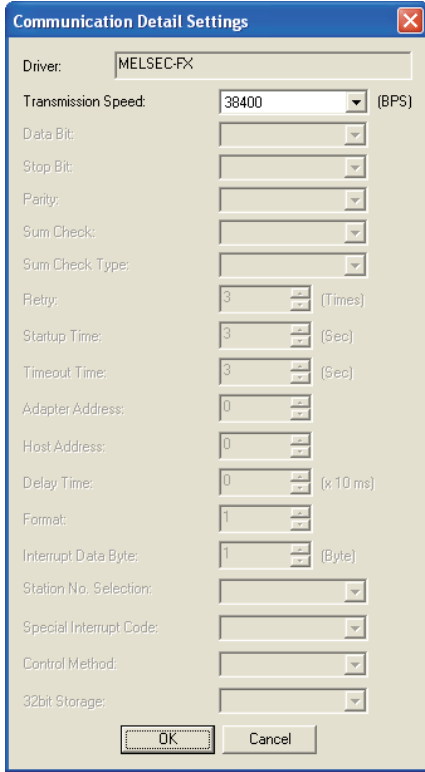 Communication Detail Settings
Driver: MELSEC-FX
Transmission Speed: 38400 (BPS)
Data Bit:
Stop Bit:
Parity:
Sum Check:
Sum Check Type:
Retry: 3 (Times)
Startup Time: 3 (Sec)
Timeout Time: 3 (Sec)
Adapter Address: 0
Host Address: 0
Delay Time: 0 (x 10 ms)
Format: 1
Interrupt Data Byte: 1 (Byte)
Station No. Selection:
Special Interrupt Code:
Control Method:
32bit Storage:
OK Cancel